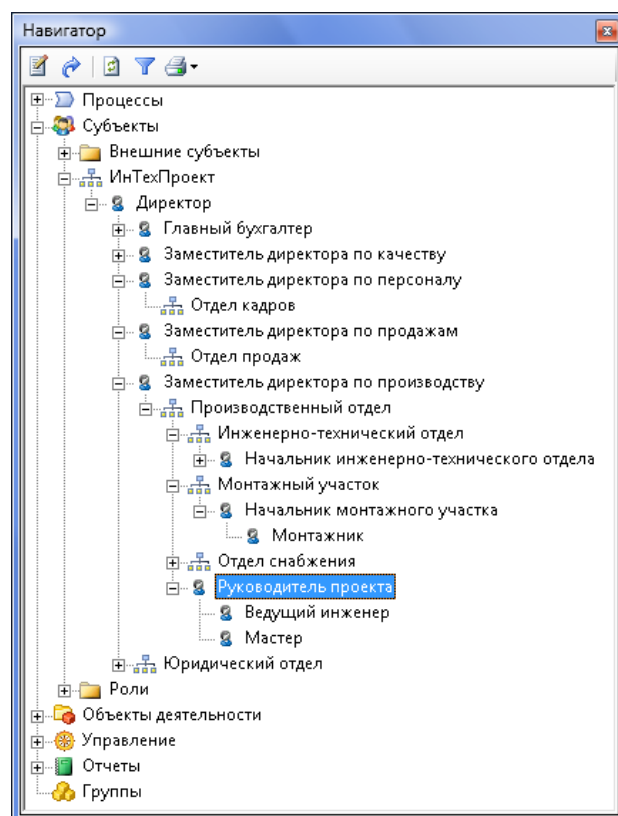 Навигатор
Процессы
Субъекты
Внешние субъекты
ИнТехПроект
Директор
Главный бухгалтер
Заместитель директора по качеству
Заместитель директора по персоналу
Отдел кадров
Заместитель директора по продажам
Отдел продаж
Заместитель директора по производству
Производственный отдел
Инженерно-технический отдел
Начальник инженерно-технического отдела
Монтажный участок
Начальник монтажного участка
Монтажник
Отдел снабжения
Руководитель проекта
Ведущий инженер
Мастер
Юридический отдел
Роли
Объекты деятельности
Управление
Отчеты
Группы